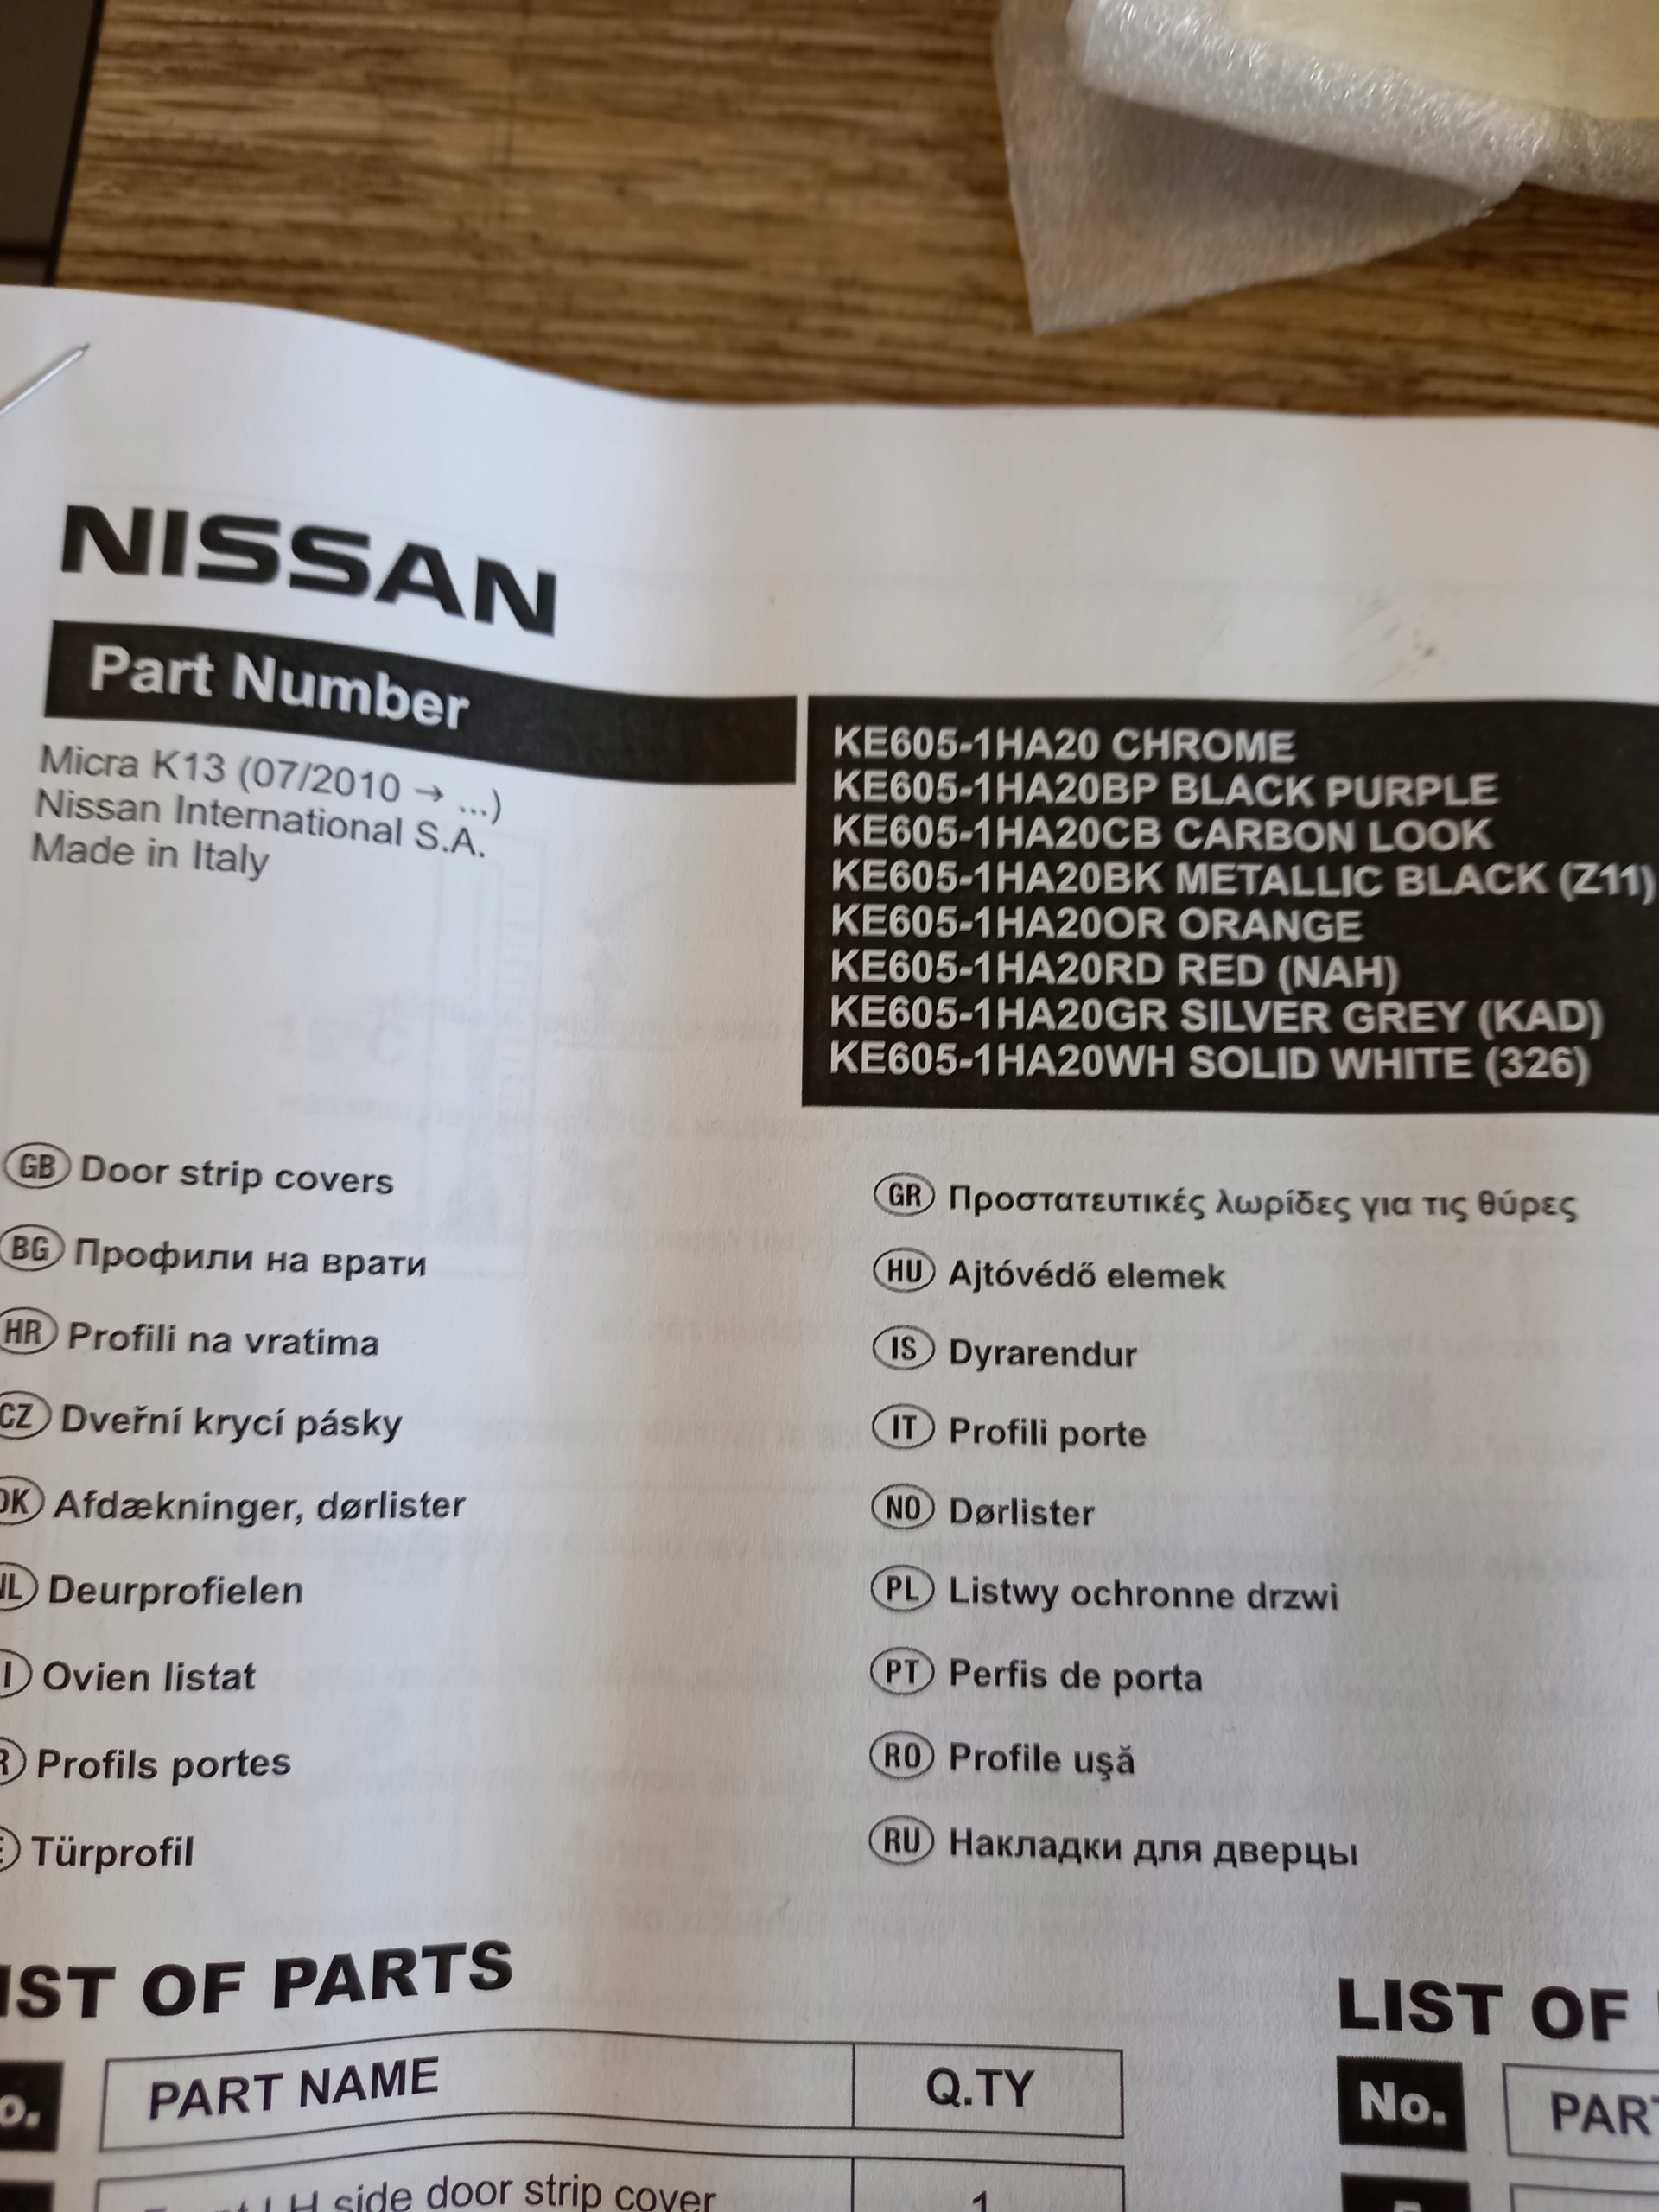 NISSAN
Part Number
Micra K13 (07/2010 → ...)
Nissan International S.A.
Made in Italy
KE605-1HA20 CHROME
KE605-1HA20BP BLACK PURPLE
KE605-1HA20CB CARBON LOOK
KE605-1HA20BK METALLIC BLACK (Z11)
KE605-1HA20OR ORANGE
KE605-1HA20RD RED (NAH)
KE605-1HA20GR SILVER GREY (KAD)
KE605-1HA20WH SOLID WHITE (326)
GB Door strip covers
BG Профили на врати
HR Profili na vratima
CZ Dveřní krycí pásky
DK Afdækninger, dørlister
NL Deurprofielen
Ovien listat
Profils portes
Türprofil
GR Προστατευτικές λωρίδες για τις θύρες
HU Ajtóvédő elemek
IS Dyrarendur
IT Profili porte
NO Dørlister
PL Listwy ochronne drzwi
PT Perfis de porta
RO Profile uşă
RU Накладки для дверцы
LIST OF PARTS
PART NAME Q.TY
LH side door strip cover 1
LIST OF
No.